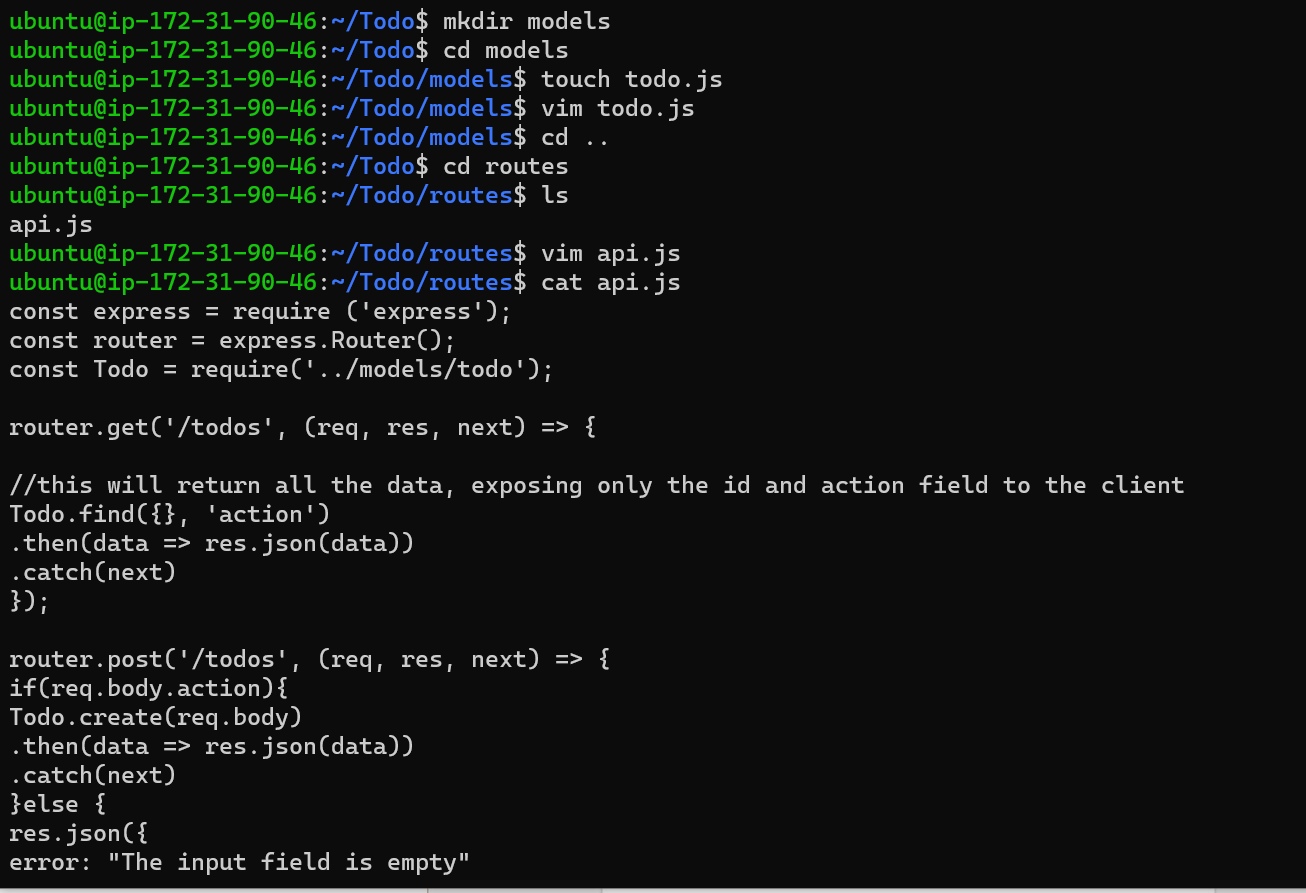 ubuntu@ip-172-31-90-46:~/Todo$ mkdir models
ubuntu@ip-172-31-90-46:~/Todo$ cd models
ubuntu@ip-172-31-90-46:~/Todo/models$ touch todo.js
ubuntu@ip-172-31-90-46:~/Todo/models$ vim todo.js
ubuntu@ip-172-31-90-46:~/Todo/models$ cd ..
ubuntu@ip-172-31-90-46:~/Todo$ cd routes
ubuntu@ip-172-31-90-46:~/Todo/routes$ ls
api.js
ubuntu@ip-172-31-90-46:~/Todo/routes$ vim api.js
ubuntu@ip-172-31-90-46:~/Todo/routes$ cat api.js
const express = require ('express');
const router = express.Router();
const Todo = require('../models/todo');

router.get('/todos', (req, res, next) => {

//this will return all the data, exposing only the id and action field to the client
Todo.find({}, 'action')
.then(data => res.json(data))
.catch(next)
});

router.post('/todos', (req, res, next) => {
if(req.body.action){
Todo.create(req.body)
.then(data => res.json(data))
.catch(next)
}else {
res.json({
error: "The input field is empty"